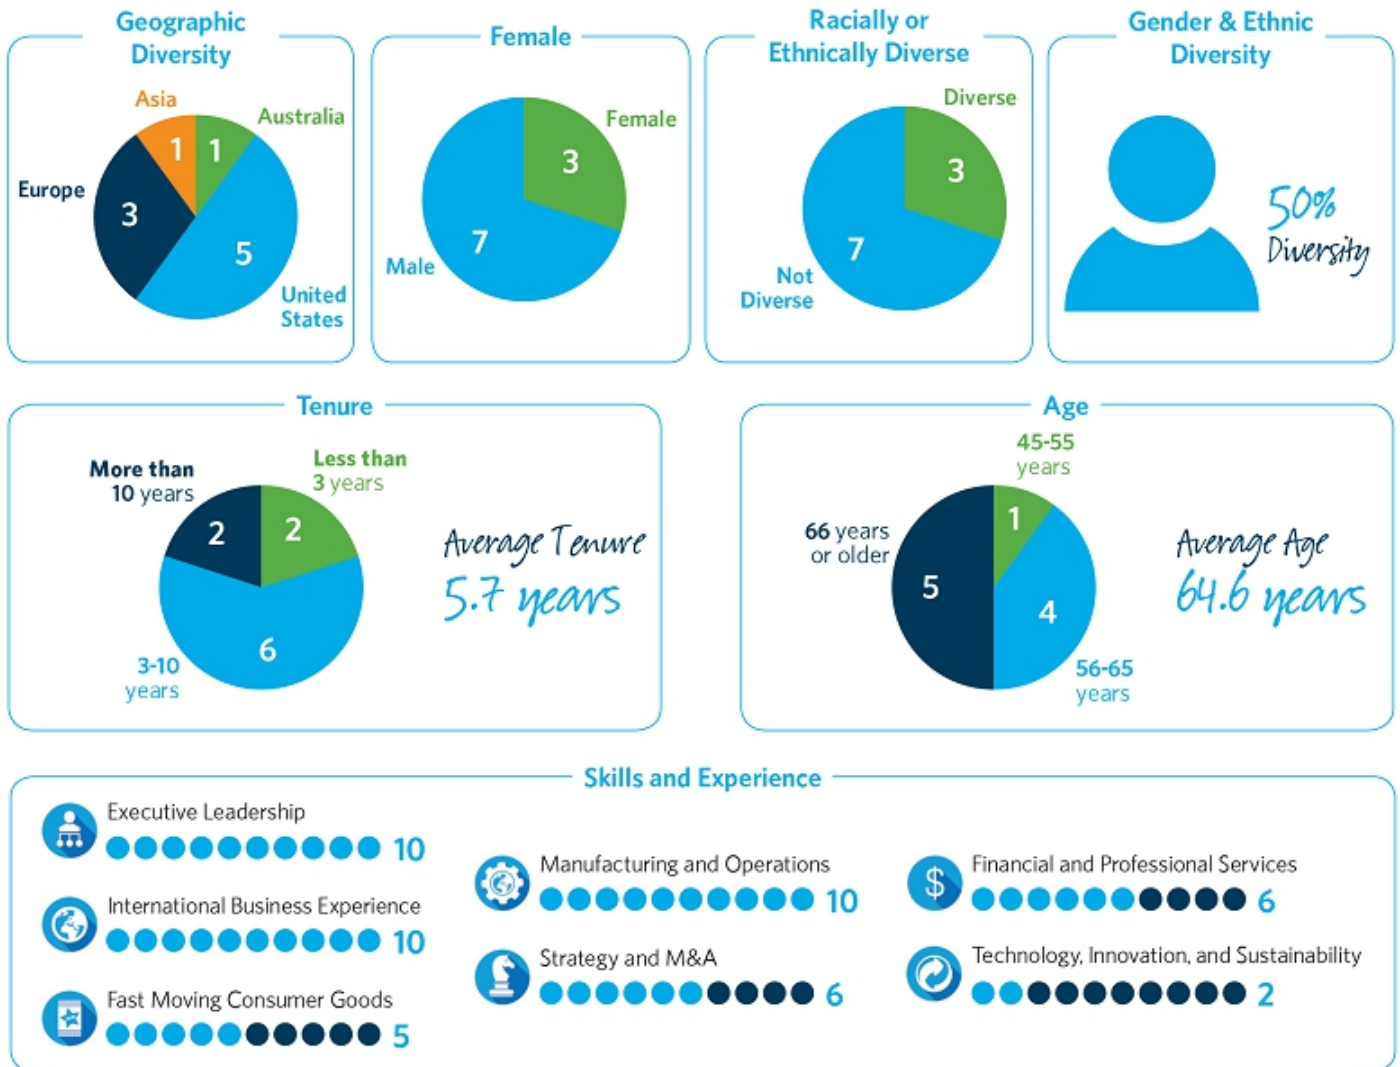 Geographic
Diversity
Asia
Australia
1
1
Europe
3
5
United
States
Female
Female
3
7
Male
Racially or
Ethnically Diverse
Diverse
3
7
Not
Diverse
Gender & Ethnic
Diversity
50%
Diversity
Tenure
More than
10 years
Less than
3 years
2
2
6
3-10
years
Average Tenure
5.7 years
Age
45-55
years
66 years
or older
1
5
4
56-65
years
Average Age
64.6 years
Skills and Experience
Executive Leadership
10
International Business Experience
10
Fast Moving Consumer Goods
5
Manufacturing and Operations
10
Strategy and M&A
6
$
Financial and Professional Services
6
Technology, Innovation, and Sustainability
2